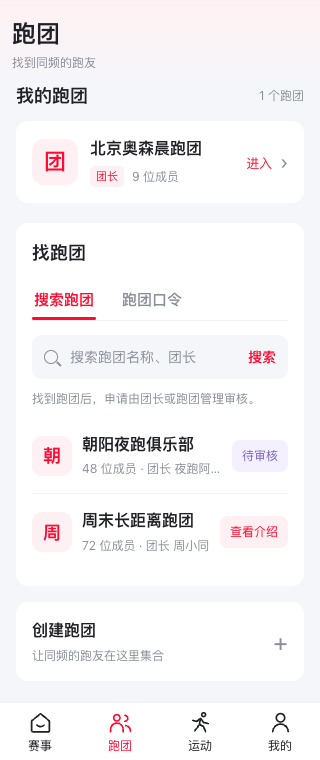 跑团
找到同频的跑友
我的跑团
1 个跑团
团
北京奥森晨跑团
团长
9 位成员
进入
找跑团
搜索跑团
跑团口令
搜索跑团名称、团长
搜索
找到跑团后，申请由团长或跑团管理审核。
朝
朝阳夜跑俱乐部
48 位成员 · 团长 夜跑阿...
待审核
周
周末长距离跑团
72 位成员 · 团长 周小同
查看介绍
创建跑团
让同频的跑友在这里集合
赛事
跑团
运动
我的